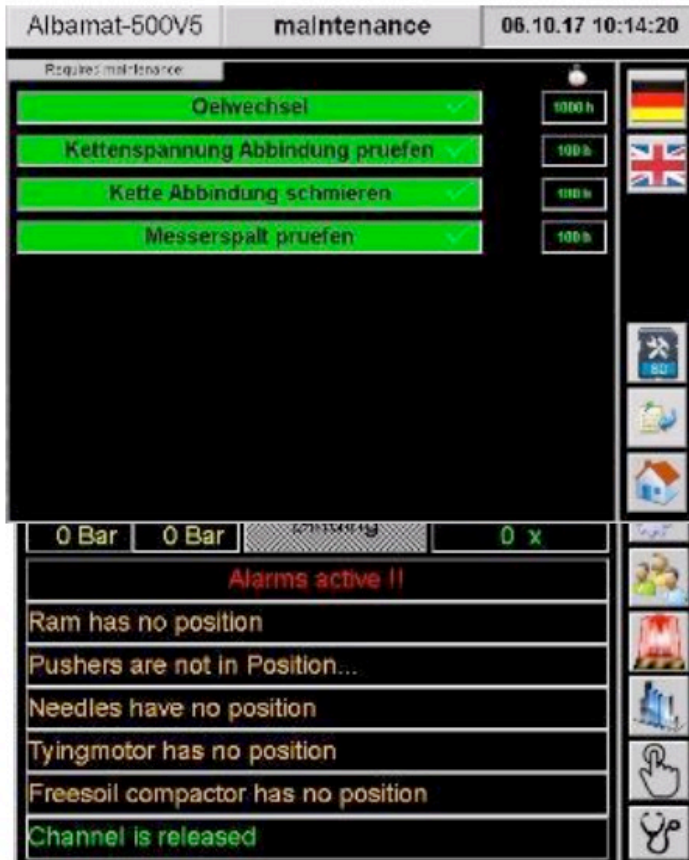 Albamat-500V5
maintenance
06.10.17 10:14:20
Required maintenance:
Oelwechsel
1000 h
Kettenspannung Abbindung pruefen
100 h
Kette Abbindung schmieren
100 h
Messerspalt pruefen
100 h
SD
0 Bar
0 Bar
0 x
Alarms active !!
Ram has no position
Pushers are not in Position...
Needles have no position
Tyingmotor has no position
Freesoil compactor has no position
Channel is released